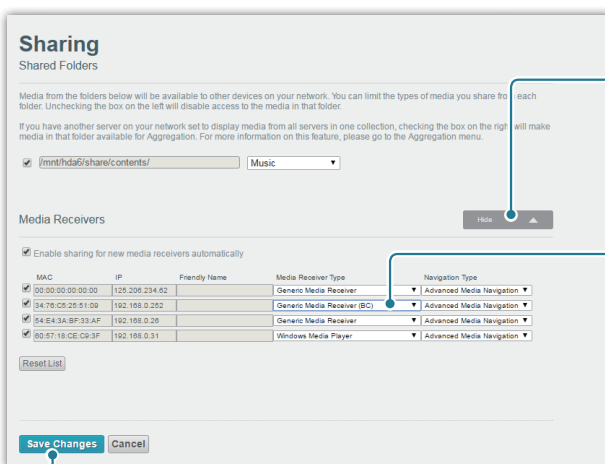 Sharing
Shared Folders
Media from the folders below will be available to other devices on your network. You can limit the types of media you share from each
folder. Unchecking the box on the left will disable access to the media in that folder.
If you have another server on your network set to display media from all servers in one collection, checking the box on the right will make
media in that folder available for Aggregation. For more information on this feature, please go to the Aggregation menu.
/mnt/hda6/share/contents/ Music
Media Receivers Hide
Enable sharing for new media receivers automatically
MAC IP Friendly Name Media Receiver Type Navigation Type
00:00:00:00:00:00 125.206.234.62 Generic Media Receiver Advanced Media Navigation
34:76:C5:25:51:09 192.168.0.252 Generic Media Receiver (BC) Advanced Media Navigation
54:E4:3A:BF:33:AF 192.168.0.26 Generic Media Receiver Advanced Media Navigation
60:57:18:CE:C9:3F 192.168.0.31 Windows Media Player Advanced Media Navigation
Reset List
Save Changes Cancel